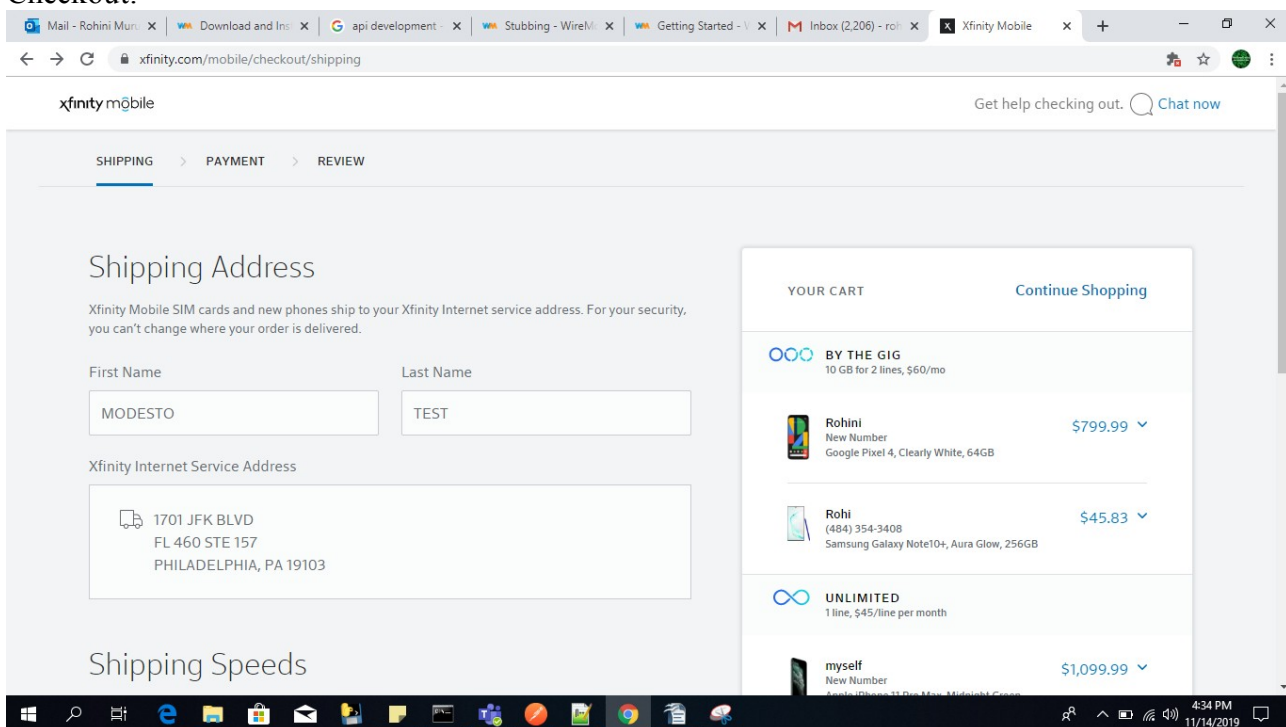 Mail - Rohini Muru
Download and Ins
api development -
Stubbing - WireM
Getting Started - V
Inbox (2,206) - roh
Xfinity Mobile
xfinity.com/mobile/checkout/shipping
xfinity mobile
Get help checking out. Chat now
SHIPPING > PAYMENT > REVIEW
Shipping Address
Xfinity Mobile SIM cards and new phones ship to your Xfinity Internet service address. For your security,
you can't change where your order is delivered.
First Name
Last Name
MODESTO
TEST
Xfinity Internet Service Address
1701 JFK BLVD
FL 460 STE 157
PHILADELPHIA, PA 19103
Shipping Speeds
YOUR CART
Continue Shopping
BY THE GIG
10 GB for 2 lines, $60/mo
Rohini
$799.99
New Number
Google Pixel 4, Clearly White, 64GB
Rohi
$45.83
(484) 354-3408
Samsung Galaxy Note10+, Aura Glow, 256GB
UNLIMITED
1 line, $45/line per month
myself
$1,099.99
New Number
Apple iPhone 11 Pro Max, Midnight Green
4:34 PM
11/14/2019